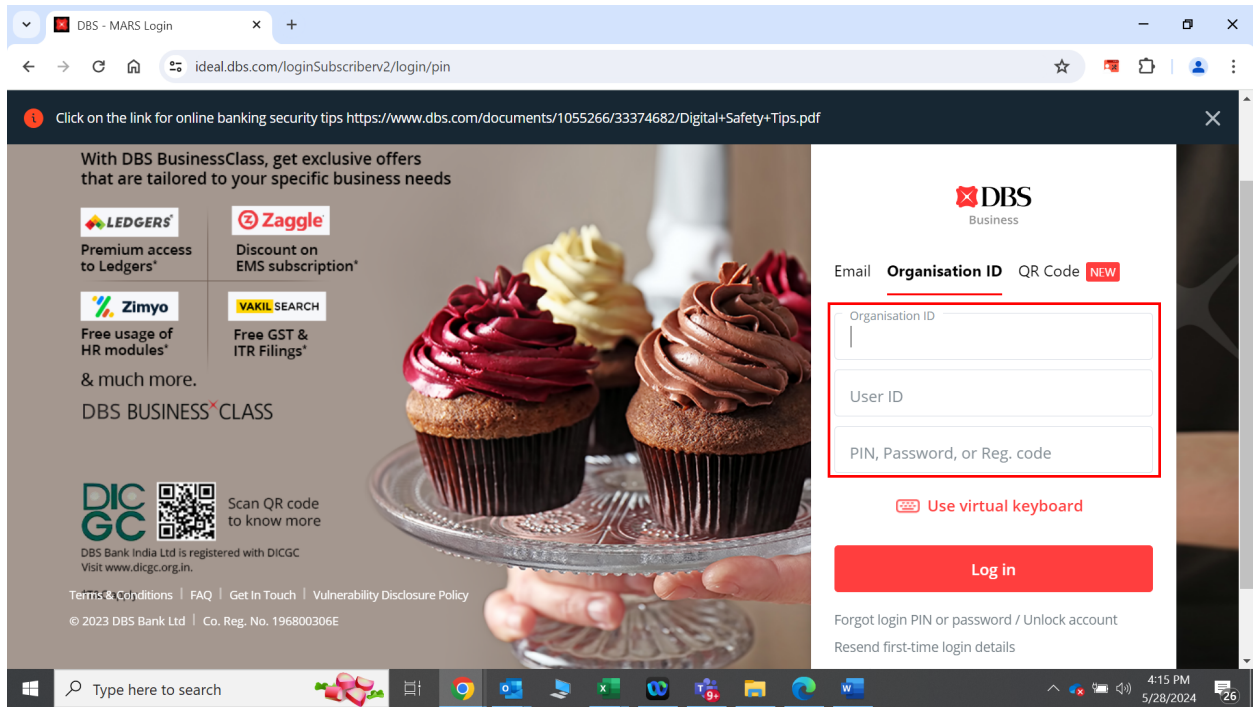 DBS - MARS Login
ideal.dbs.com/loginSubscriberv2/login/pin
Click on the link for online banking security tips https://www.dbs.com/documents/1055266/33374682/Digital+Safety+Tips.pdf
With DBS BusinessClass, get exclusive offers
that are tailored to your specific business needs
LEDGERS
Zaggle
Premium access
to Ledgers*
Discount on
EMS subscription*
Zimyo
VAKILSEARCH
Free usage of
HR modules*
Free GST &
ITR Filings*
& much more.
DBS BUSINESS CLASS
DICGC
Scan QR code
to know more
DBS Bank India Ltd is registered with DICGC
Visit www.dicgc.org.in.
Terms & Conditions | FAQ | Get In Touch | Vulnerability Disclosure Policy
© 2023 DBS Bank Ltd | Co. Reg. No. 196800306E
DBS
Business
Email Organisation ID QR Code NEW
Organisation ID
User ID
PIN, Password, or Reg. code
Use virtual keyboard
Log in
Forgot login PIN or password / Unlock account
Resend first-time login details
Type here to search
9+
4:15 PM
5/28/2024
26